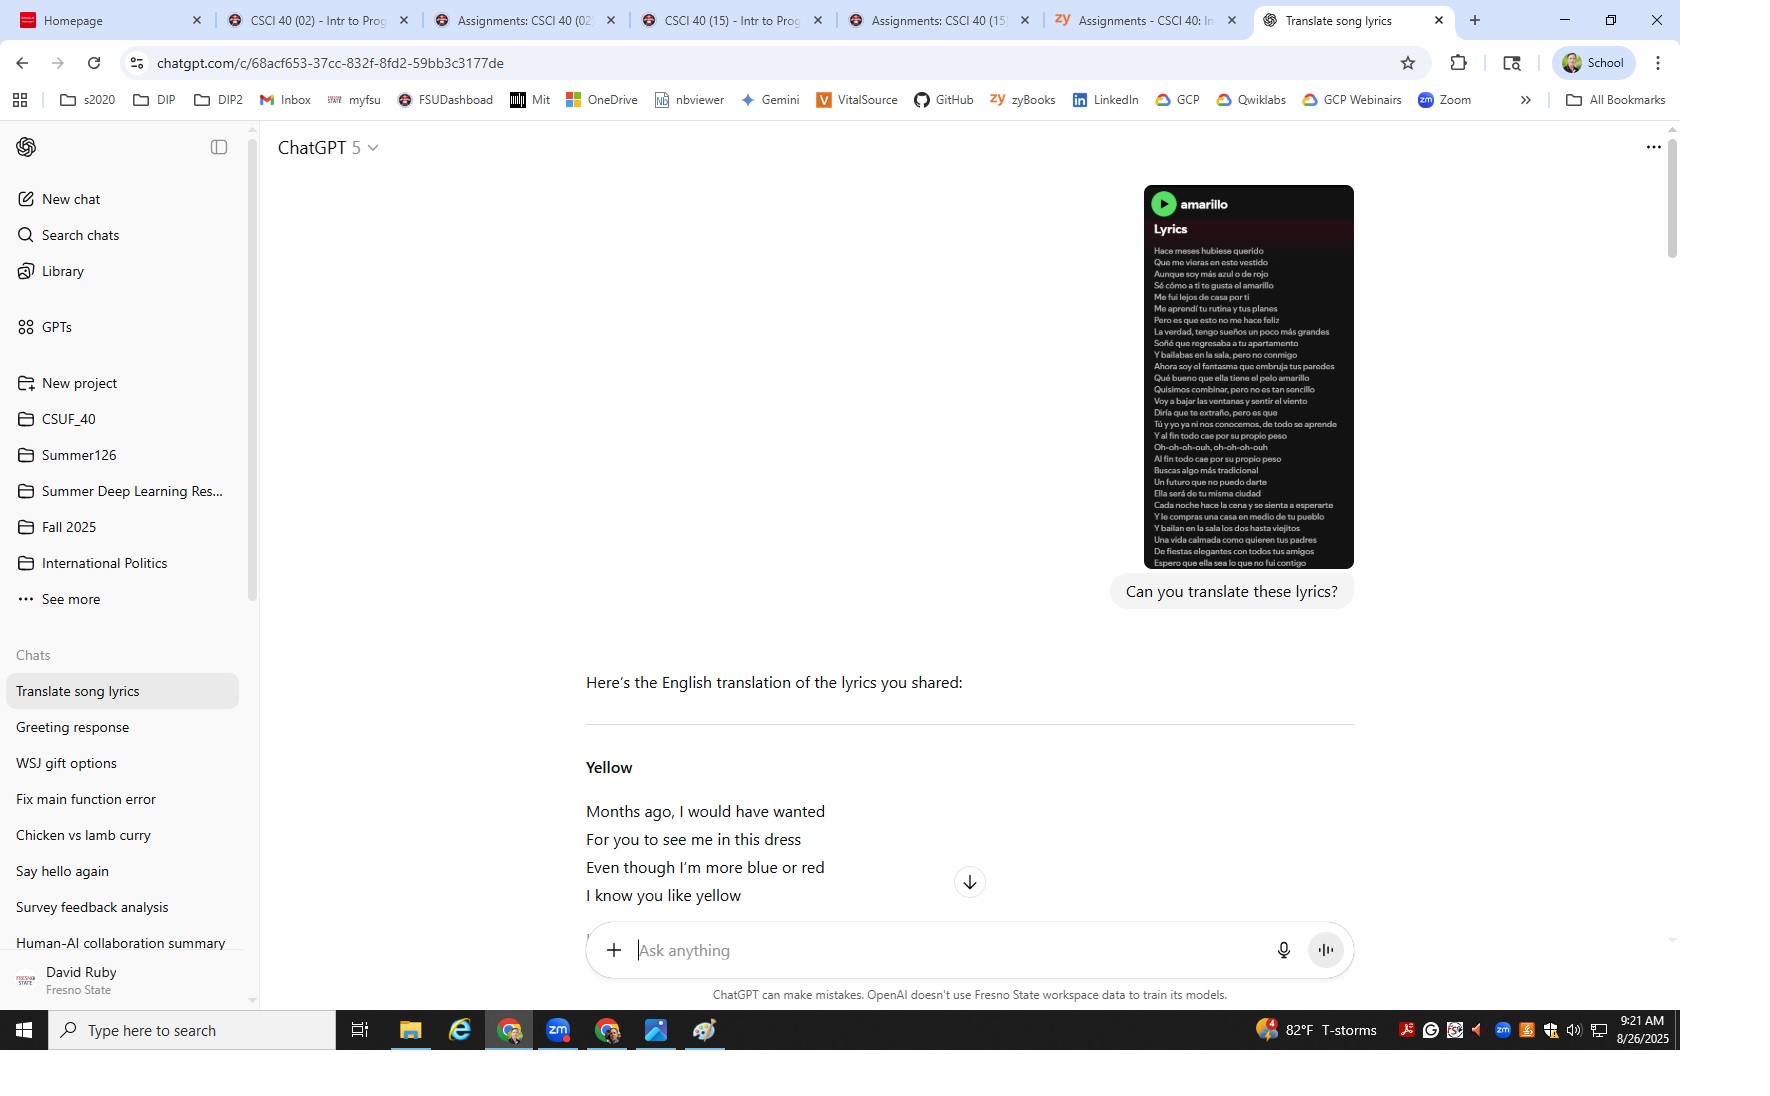 Homepage
CSCI 40 (02) - Intr to Prog
Assignments: CSCI 40 (02
CSCI 40 (15) - Intr to Prog
Assignments: CSCI 40 (15
zy Assignments - CSCI 40: In
Translate song lyrics
chatgpt.com/c/68acf653-37cc-832f-8fd2-59bb3c3177de
School
s2020
DIP
DIP2
Inbox
myfsu
FSUDashboad
Mit
OneDrive
nbviewer
Gemini
VitalSource
GitHub
zy zyBooks
LinkedIn
GCP
Qwiklabs
GCP Webinairs
zm Zoom
All Bookmarks
New chat
Search chats
Library
GPTs
New project
CSUF_40
Summer126
Summer Deep Learning Res...
Fall 2025
International Politics
See more
Chats
Translate song lyrics
Greeting response
WSJ gift options
Fix main function error
Chicken vs lamb curry
Say hello again
Survey feedback analysis
Human-AI collaboration summary
David Ruby
Fresno State
ChatGPT 5
amarillo
Lyrics
Hace meses hubiese querido
Que me vieras en este vestido
Aunque soy más azul o de rojo
Sé cómo a ti te gusta el amarillo
Me fui lejos de casa por ti
Me aprendí tu rutina y tus planes
Pero es que esto no me hace feliz
La verdad, tengo sueños un poco más grandes
Soñé que regresaba a tu apartamento
Y bailabas en la sala, pero no conmigo
Ahora soy el fantasma que embruja tus paredes
Qué bueno que ella tiene el pelo amarillo
Quisimos combinar, pero no es tan sencillo
Voy a bajar las ventanas y sentir el viento
Diría que te extraño, pero es que
Tú y yo ya ni nos conocemos, de todo se aprende
Y al fin todo cae por su propio peso
Oh-oh-oh-ouh, oh-oh-oh-ouh
Al fin todo cae por su propio peso
Buscas algo más tradicional
Un futuro que no puedo darte
Ella será de tu misma ciudad
Cada noche hace la cena y se sienta a esperarte
Y le compras una casa en medio de tu pueblo
Y bailan en la sala los dos hasta viejitos
Una vida calmada como quieren tus padres
De fiestas elegantes con todos tus amigos
Espero que ella sea lo que no fui contigo
Can you translate these lyrics?
Here's the English translation of the lyrics you shared:
Yellow
Months ago, I would have wanted
For you to see me in this dress
Even though I'm more blue or red
I know you like yellow
Ask anything
ChatGPT can make mistakes. OpenAI doesn't use Fresno State workspace data to train its models.
Type here to search
zm
82°F T-storms
9:21 AM
8/26/2025